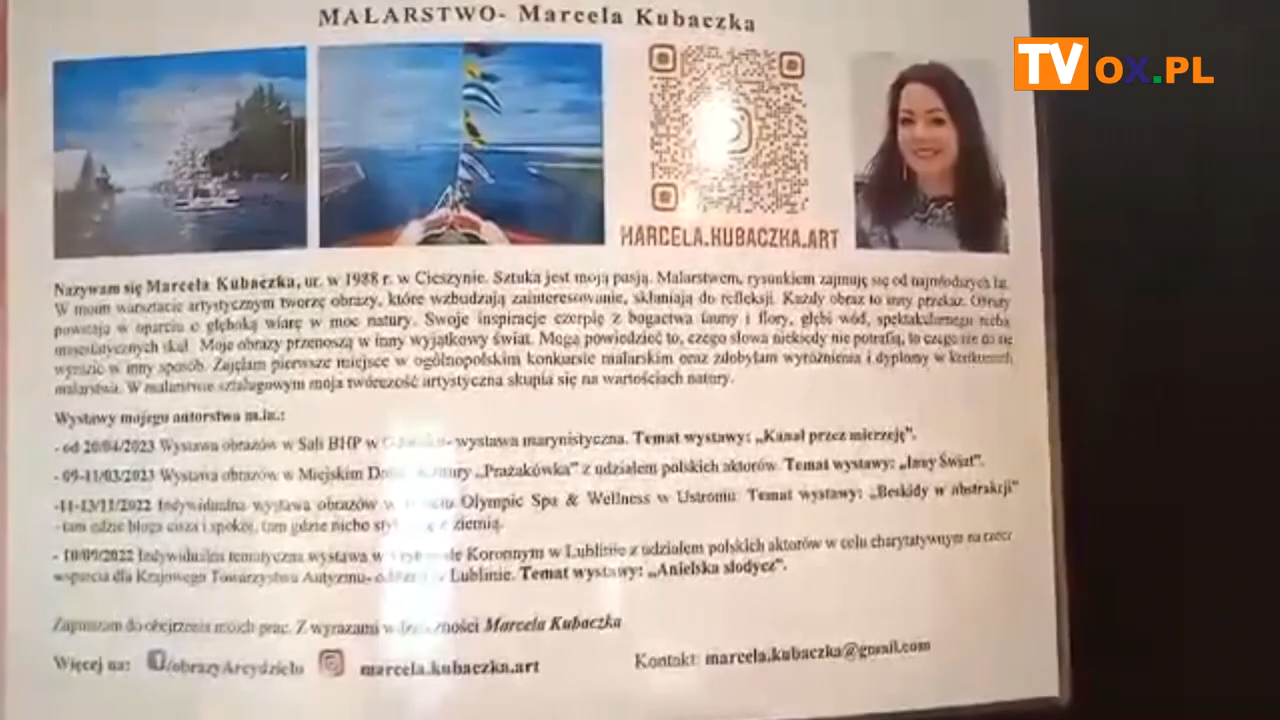 MALARSTWO- Marcela Kubaczka
TVox.PL
MARCELA.KUBACZKA.ART
Nazywam się Marcela Kubaczka, ur. w 1988 r. w Cieszynie. Sztuka jest moją pasją. Malarstwem, rysunkiem zajmuję się od najmłodszych lat.
W moim warsztacie artystycznym tworzę obrazy, które wzbudzają zainteresowanie, skłaniają do refleksji. Każdy obraz to inny przekaz. Obrazy
powstają w oparciu o głęboką wiarę w moc natury. Swoje inspiracje czerpię z bogactwa fauny i flory, głębi wód, spektakularnego nieba
majestatycznych skał. Moje obrazy przenoszą w inny wyjątkowy świat. Mogą powiedzieć to, czego słowa niekiedy nie potrafią, to czego nie da się
wyrazić w inny sposób. Zajęłam pierwsze miejsce w ogólnopolskim konkursie malarskim oraz zdobyłam wyróżnienia i dyplomy w konkursach
malarstwa. W malarstwie sztalugowym moja twórczość artystyczna skupia się na wartościach natury.
Wystawy mojego autorstwa m.in.:
- od 20/04/2023 Wystawa obrazów w Sali BHP w - wystawa marynistyczna. Temat wystawy: „Kanał przez mierzeję”.
- 09-11/03/2023 Wystawa obrazów w Miejskim „Prażakówka” z udziałem polskich aktorów. Temat wystawy: „Inny Świat”.
-11-13/11/2022 Indywidualna wystawa obrazów w Olympic Spa & Wellness w Ustroniu. Temat wystawy: „Beskidy w abstrakcji”
- tam gdzie błoga cisza i spokój, tam gdzie niebo z ziemią.
- 10/09/2022 Indywidualna tematyczna wystawa w Koronnym w Lublinie z udziałem polskich aktorów w celu charytatywnym na rzecz
wsparcia dla Krajowego Towarzystwa Autyzmu- Lublinie. Temat wystawy: „Anielska słodycz”.
Zapraszam do obejrzenia moich prac. Z wyrazami Marcela Kubaczka
Więcej na: /obrazyArcydzielo marcela.kubaczka.art Kontakt: marcela.kubaczka@gmail.com